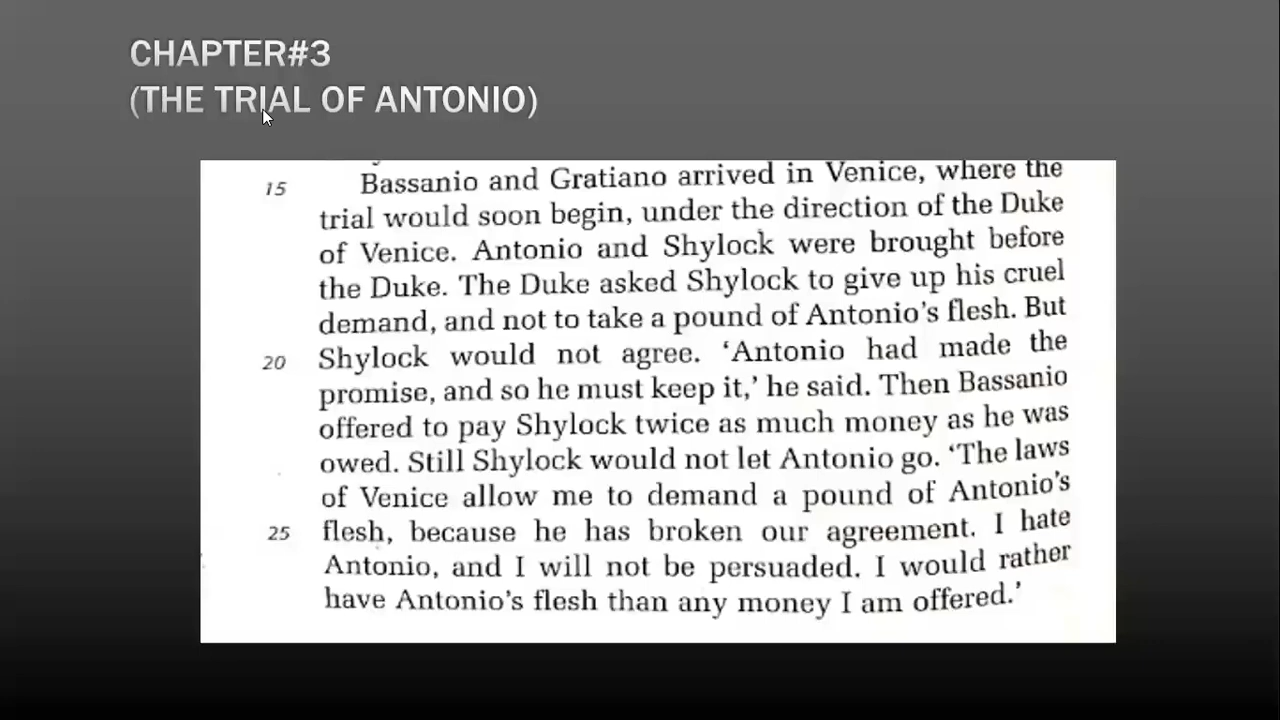 CHAPTER#3
(THE TRIAL OF ANTONIO)
15 Bassanio and Gratiano arrived in Venice, where the
trial would soon begin, under the direction of the Duke
of Venice. Antonio and Shylock were brought before
the Duke. The Duke asked Shylock to give up his cruel
demand, and not to take a pound of Antonio's flesh. But
20 Shylock would not agree. 'Antonio had made the
promise, and so he must keep it,' he said. Then Bassanio
offered to pay Shylock twice as much money as he was
owed. Still Shylock would not let Antonio go. 'The laws
of Venice allow me to demand a pound of Antonio's
25 flesh, because he has broken our agreement. I hate
Antonio, and I will not be persuaded. I would rather
have Antonio's flesh than any money I am offered.'